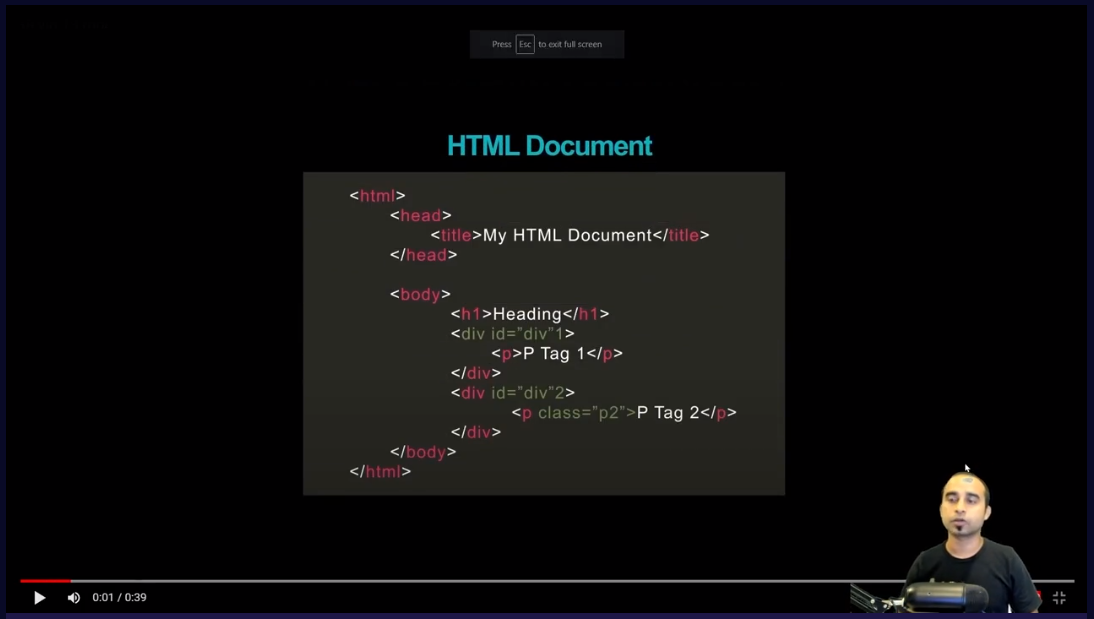 Press Esc to exit full screen
HTML Document
<html>
<head>
<title>My HTML Document</title>
</head>
<body>
<h1>Heading</h1>
<div id="div"1>
<p>P Tag 1</p>
</div>
<div id="div"2>
<p class="p2">P Tag 2</p>
</div>
</body>
</html>
0:01 / 0:39